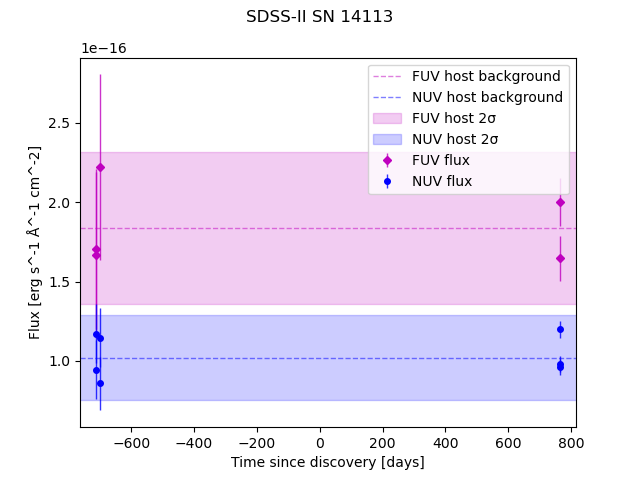 SDSS-II SN 14113
1e−16
FUV host background
NUV host background
FUV host 2σ
NUV host 2σ
FUV flux
NUV flux
2.5
2.0
1.5
1.0
Flux [erg s^-1 Å^-1 cm^-2]
−600 −400 −200 0 200 400 600 800
Time since discovery [days]